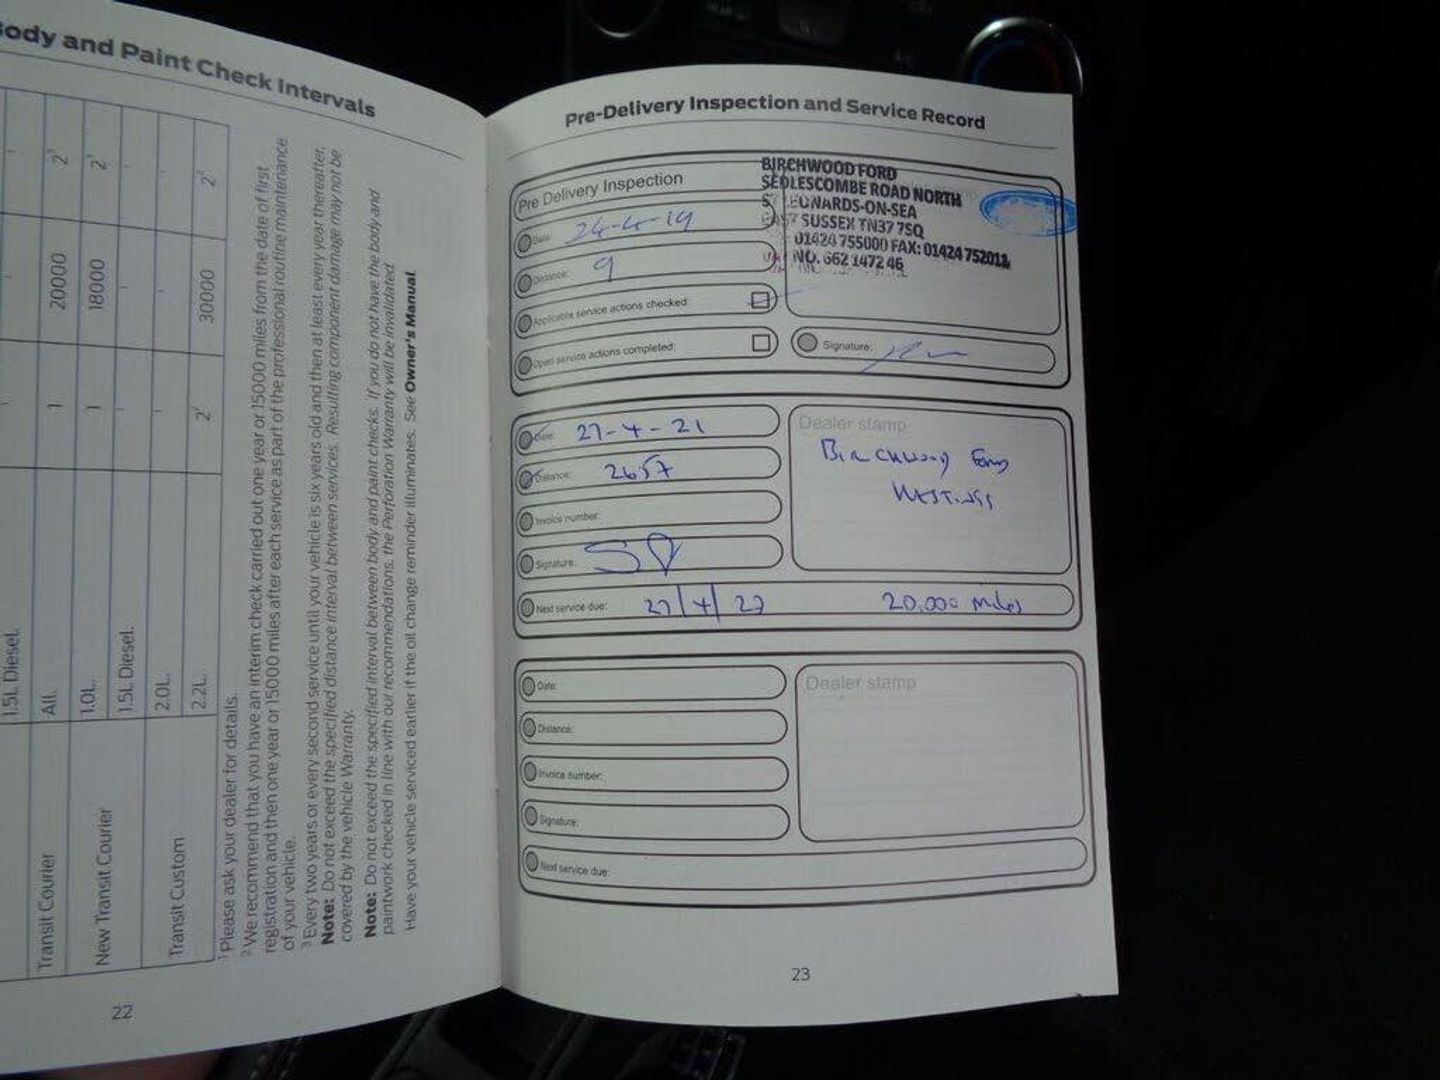 Body and Paint Check Intervals
1.5L Diesel.
Transit Courier All. 1 20000 2¹
New Transit Courier 1.0L. 1 18000 2¹
1.5L Diesel. - - -
Transit Custom 2.0L. - - -
2.2L. 2² 30000 2³
¹ Please ask your dealer for details.
² We recommend that you have an interim check carried out one year or 15000 miles from the date of first
registration and then one year or 15000 miles after each service as part of the professional routine maintenance
of your vehicle.
³ Every two years or every second service until your vehicle is six years old and then at least every year thereafter.
Note: Do not exceed the specified distance interval between services. Resulting component damage may not be
covered by the vehicle Warranty.
Note: Do not exceed the specified interval between body and paint checks. If you do not have the body and
paintwork checked in line with our recommendations, the Perforation Warranty will be invalidated.
Have your vehicle serviced earlier if the oil change reminder illuminates. See Owner's Manual.
22
Pre-Delivery Inspection and Service Record
Pre Delivery Inspection
Date: 24-4-19
Distance: 9
Applicable service actions checked:
Open service actions completed:
BIRCHWOOD FORD
SEDLESCOMBE ROAD NORTH
ST LEONARDS-ON-SEA
EAST SUSSEX TN37 7SQ
01424 755000 FAX: 01424 752011
NO. 662 1472 46
Signature:
Date: 27-4-21
Distance: 2657
Invoice number:
Signature: SP
Dealer stamp
Birchwood Ford
Hastings
Next service due: 27/4/23 20,000 miles
Date:
Distance:
Invoice number:
Signature:
Dealer stamp
Next service due:
23